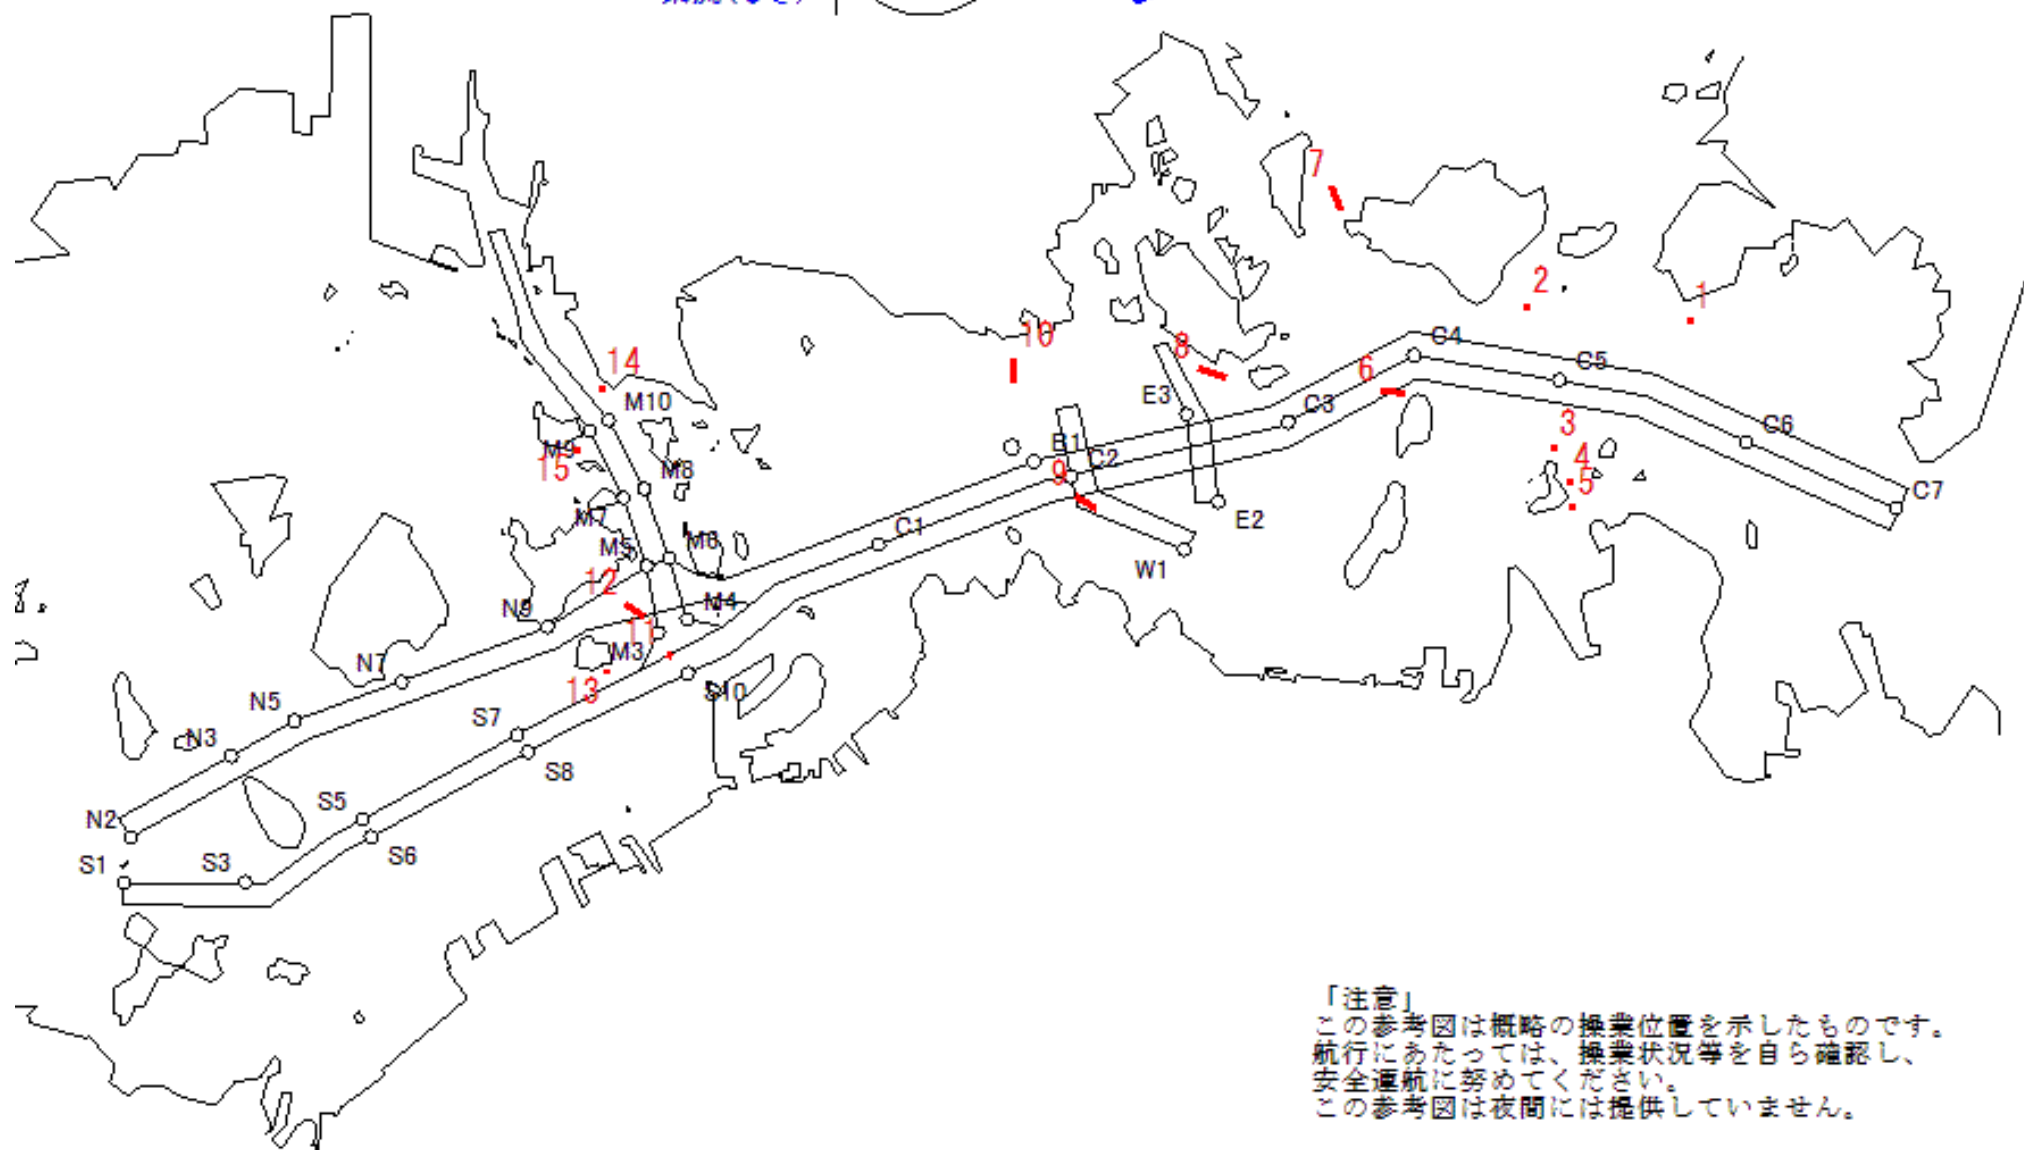 7
2
1
10
8
C4
14
6
C5
M10
E3
C3
3
C6
M9
B1
15
M8
C2
4
9
5
C7
M7
E2
C1
M5
M6
W1
12
N9
M4
11
M3
N7
13
S10
N5
S7
N3
S8
S5
N2
S6
S1
S3
「注意」
この参考図は概略の操業位置を示したものです。
航行にあたっては、操業状況等を自ら確認し、
安全運航に努めてください。
この参考図は夜間には提供していません。